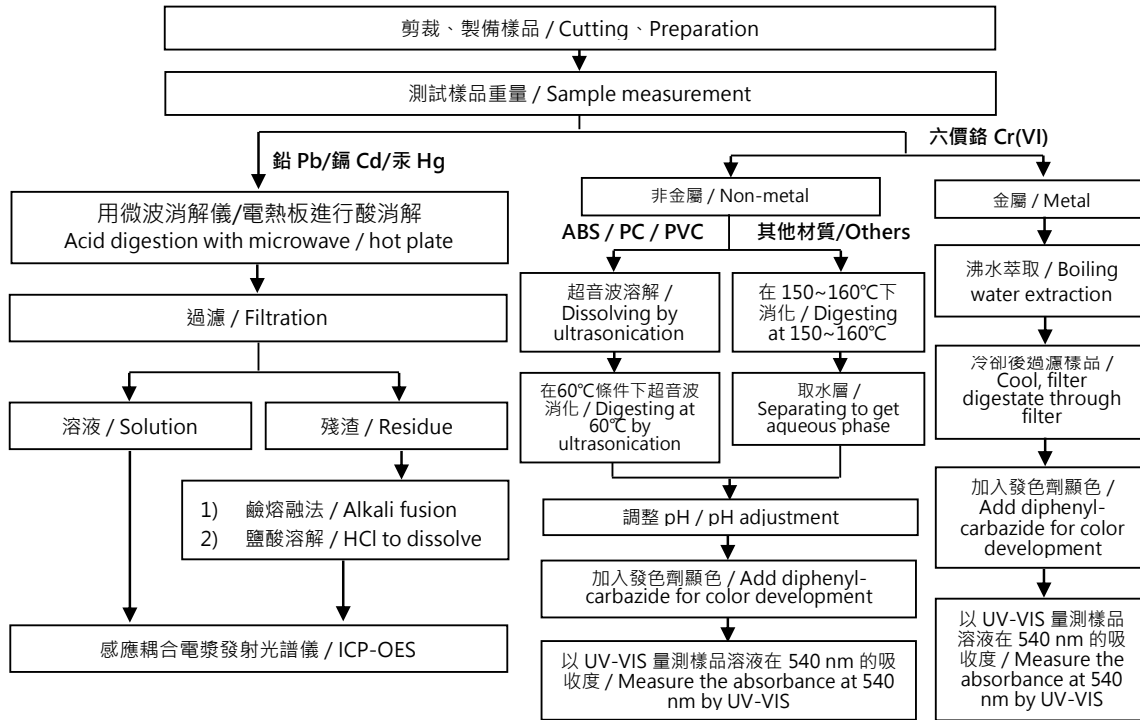 剪裁、製備樣品 / Cutting、Preparation
測試樣品重量 / Sample measurement
鉛 Pb/鎘 Cd/汞 Hg
六價鉻 Cr(VI)
用微波消解儀/電熱板進行酸消解
Acid digestion with microwave / hot plate
過濾 / Filtration
溶液 / Solution
殘渣 / Residue
1) 鹼熔融法 / Alkali fusion
2) 鹽酸溶解 / HCl to dissolve
感應耦合電漿發射光譜儀 / ICP-OES
非金屬 / Non-metal
ABS / PC / PVC
其他材質/Others
超音波溶解 /
Dissolving by
ultrasonication
在60℃條件下超音波
消化 / Digesting at
60℃ by
ultrasonication
在 150~160℃下
消化 / Digesting
at 150~160℃
取水層 /
Separating to get
aqueous phase
調整 pH / pH adjustment
加入發色劑顯色 / Add diphenyl-
carbazide for color development
以 UV-VIS 量測樣品溶液在 540 nm 的吸
收度 / Measure the absorbance at 540
nm by UV-VIS
金屬 / Metal
沸水萃取 / Boiling
water extraction
冷卻後過濾樣品 /
Cool, filter
digestate through
filter
加入發色劑顯色 /
Add diphenyl-
carbazide for color
development
以 UV-VIS 量測樣品
溶液在 540 nm 的吸
收度 / Measure the
absorbance at 540
nm by UV-VIS